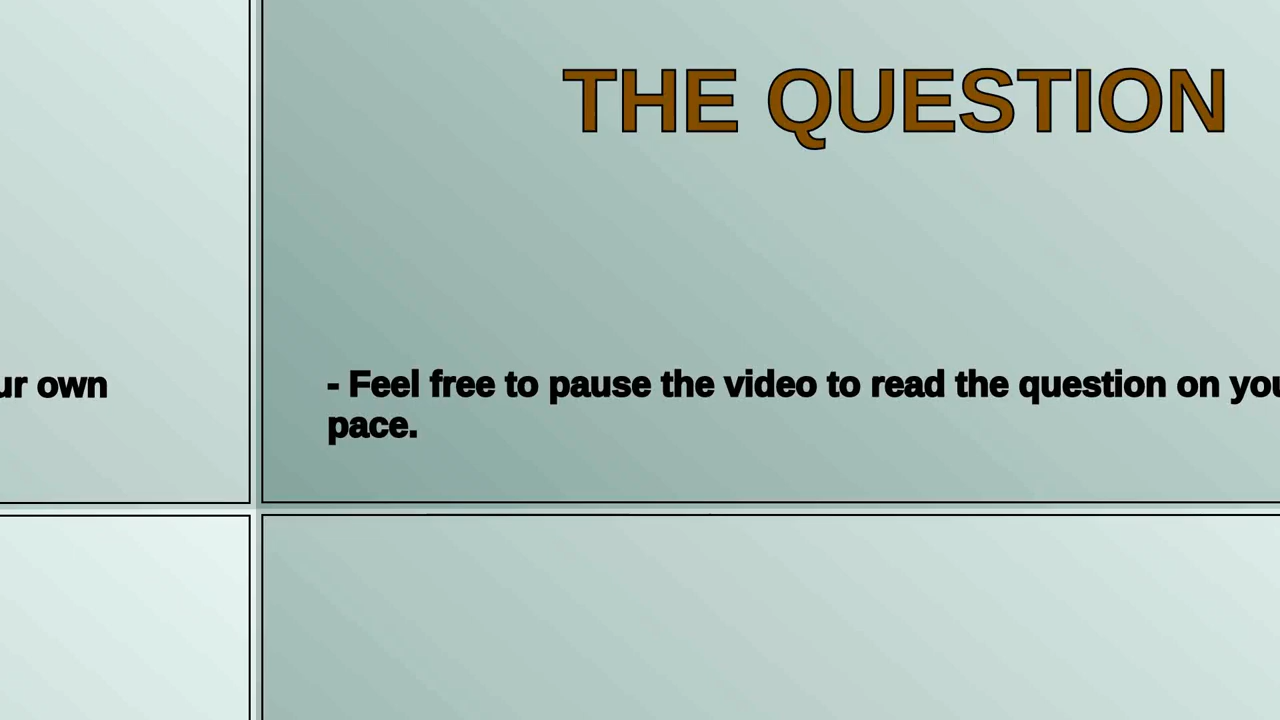 THE QUESTION
ur own
- Feel free to pause the video to read the question on you
pace.